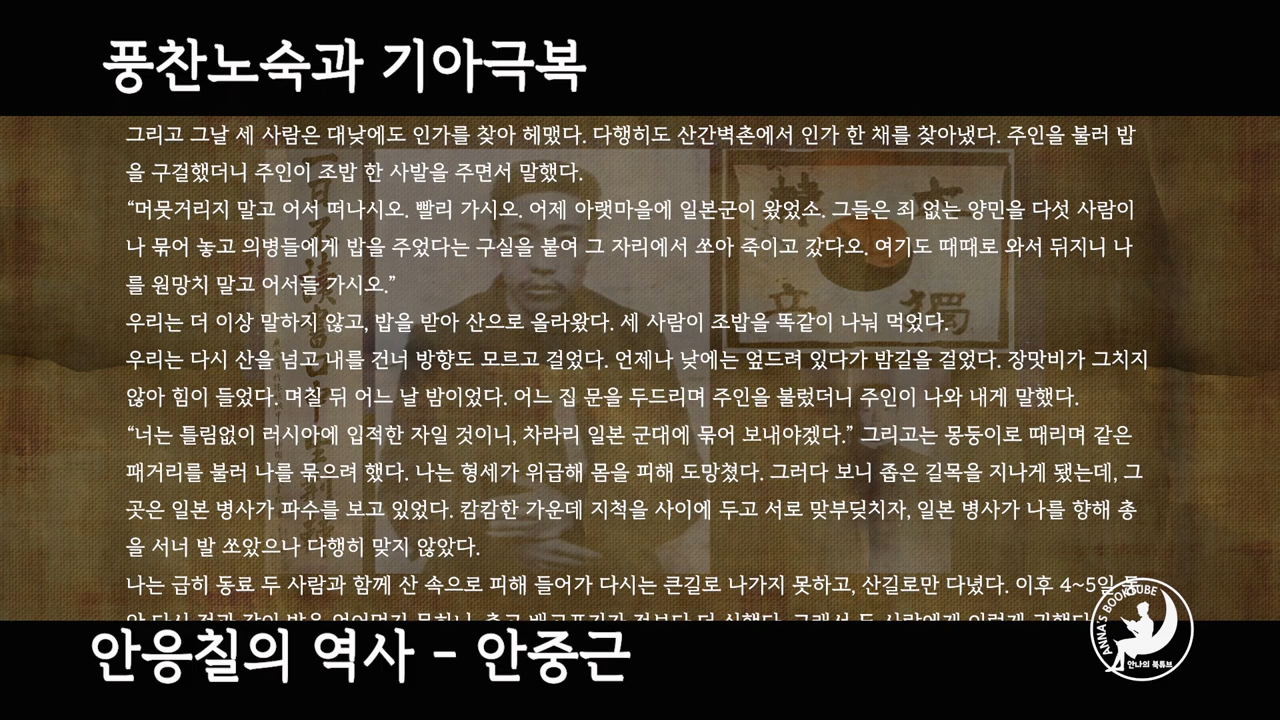 풍찬노숙과 기아극복
그리고 그날 세 사람은 대낮에도 인가를 찾아 헤맸다. 다행히도 산간벽촌에서 인가 한 채를 찾아냈다. 주인을 불러 밥
을 구걸했더니 주인이 조밥 한 사발을 주면서 말했다.
“머뭇거리지 말고 어서 떠나시오. 빨리 가시오. 어제 아랫마을에 일본군이 왔었소. 그들은 죄 없는 양민을 다섯 사람이
나 묶어 놓고 의병들에게 밥을 주었다는 구실을 붙여 그 자리에서 쏘아 죽이고 갔다오. 여기도 때때로 와서 뒤지니 나
를 원망치 말고 어서들 가시오.”
우리는 더 이상 말하지 않고, 밥을 받아 산으로 올라왔다. 세 사람이 조밥을 똑같이 나눠 먹었다.
우리는 다시 산을 넘고 내를 건너 방향도 모르고 걸었다. 언제나 낮에는 엎드려 있다가 밤길을 걸었다. 장맛비가 그치지
않아 힘이 들었다. 며칠 뒤 어느 날 밤이었다. 어느 집 문을 두드리며 주인을 불렀더니 주인이 나와 내게 말했다.
“너는 틀림없이 러시아에 입적한 자일 것이니, 차라리 일본 군대에 묶어 보내야겠다.” 그리고는 몽둥이로 때리며 같은
패거리를 불러 나를 묶으려 했다. 나는 형세가 위급해 몸을 피해 도망쳤다. 그러다 보니 좁은 길목을 지나게 됐는데, 그
곳은 일본 병사가 파수를 보고 있었다. 캄캄한 가운데 지척을 사이에 두고 서로 맞부딪치자, 일본 병사가 나를 향해 총
을 서너 발 쏘았으나 다행히 맞지 않았다.
나는 급히 동료 두 사람과 함께 산 속으로 피해 들어가 다시는 큰길로 나가지 못하고, 산길로만 다녔다. 이후 4~5일 동
안응칠의 역사 - 안중근
ANNA'S BOOKTUBE
안나의 북튜브